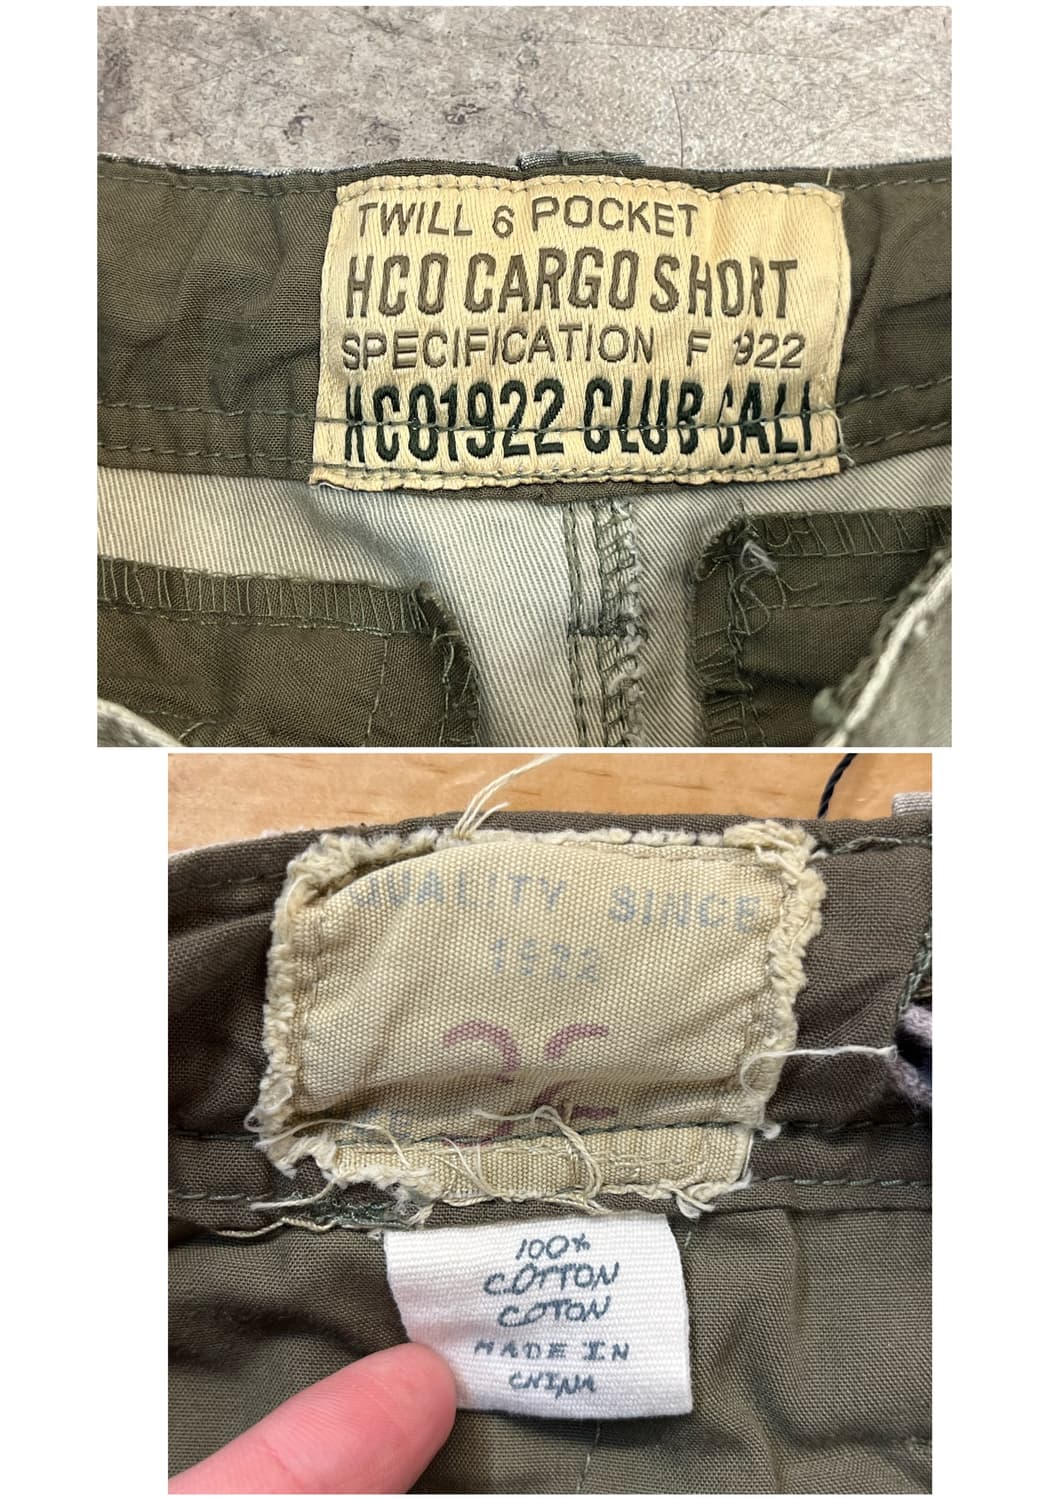 TWILL 6 POCKET
HCO CARGO SHORT
SPECIFICATION F 922
HCO1922 CLUB CALI
QUALITY SINCE
1922
100%
COTTON
COTON
MADE IN
CHINA